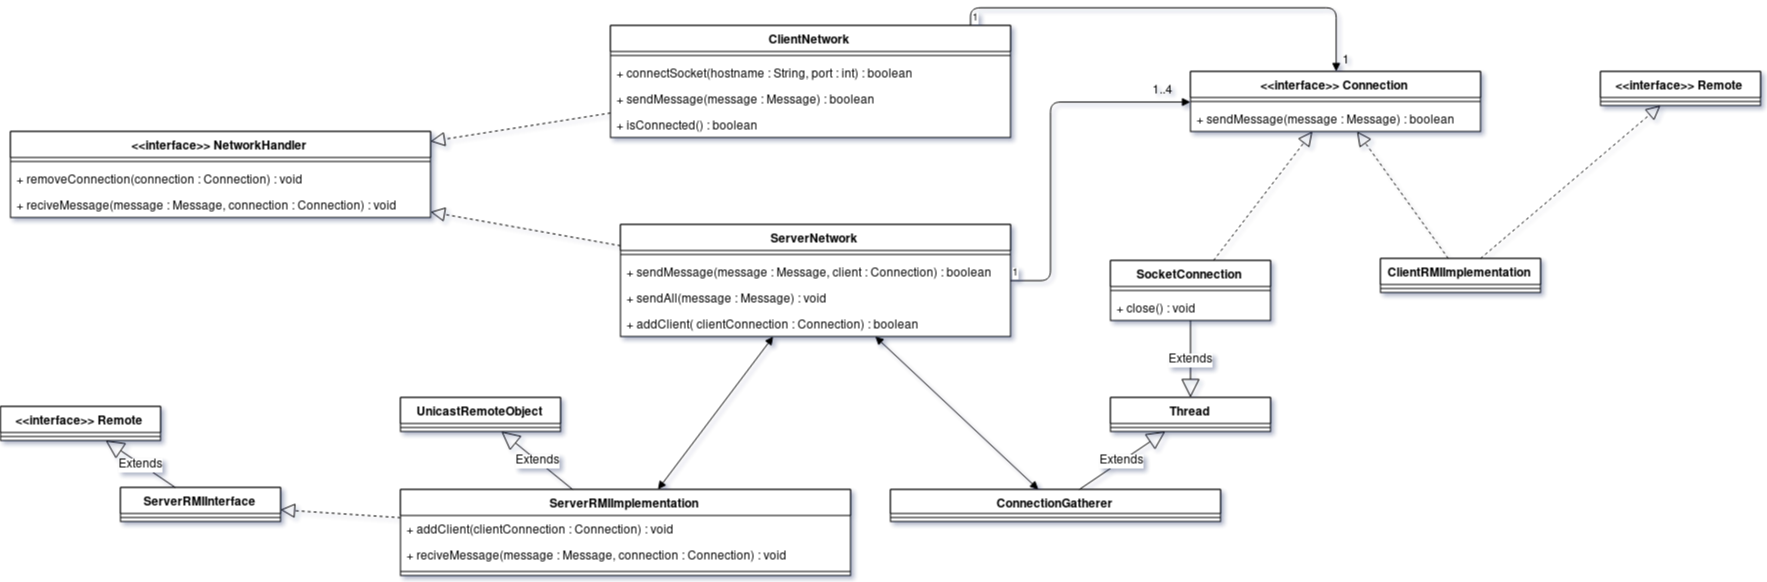 1
ClientNetwork
+ connectSocket(hostname : String, port : int) : boolean
+ sendMessage(message : Message) : boolean
+ isConnected() : boolean
1
<<interface>> Connection
+ sendMessage(message : Message) : boolean
1..4
<<interface>> Remote
<<interface>> NetworkHandler
+ removeConnection(connection : Connection) : void
+ reciveMessage(message : Message, connection : Connection) : void
ServerNetwork
+ sendMessage(message : Message, client : Connection) : boolean
+ sendAll(message : Message) : void
+ addClient( clientConnection : Connection) : boolean
1
SocketConnection
+ close() : void
ClientRMIImplementation
Extends
<<interface>> Remote
UnicastRemoteObject
Thread
Extends
Extends
Extends
ServerRMIInterface
ServerRMIImplementation
+ addClient(clientConnection : Connection) : void
+ reciveMessage(message : Message, connection : Connection) : void
ConnectionGatherer